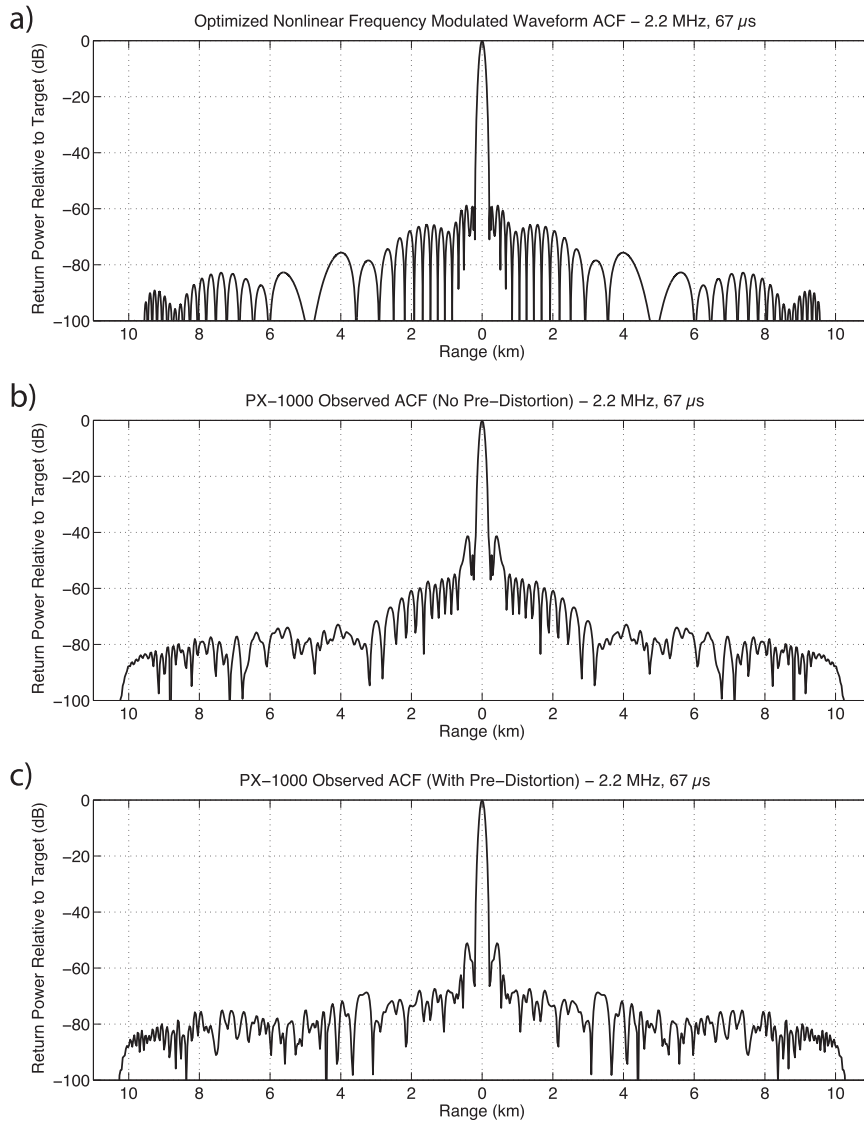 a)
Optimized Nonlinear Frequency Modulated Waveform ACF − 2.2 MHz, 67 μs
Return Power Relative to Target (dB)
0
−20
−40
−60
−80
−100
10 8 6 4 2 0 2 4 6 8 10
Range (km)
b)
PX−1000 Observed ACF (No Pre−Distortion) − 2.2 MHz, 67 μs
Return Power Relative to Target (dB)
0
−20
−40
−60
−80
−100
10 8 6 4 2 0 2 4 6 8 10
Range (km)
c)
PX−1000 Observed ACF (With Pre−Distortion) − 2.2 MHz, 67 μs
Return Power Relative to Target (dB)
0
−20
−40
−60
−80
−100
10 8 6 4 2 0 2 4 6 8 10
Range (km)